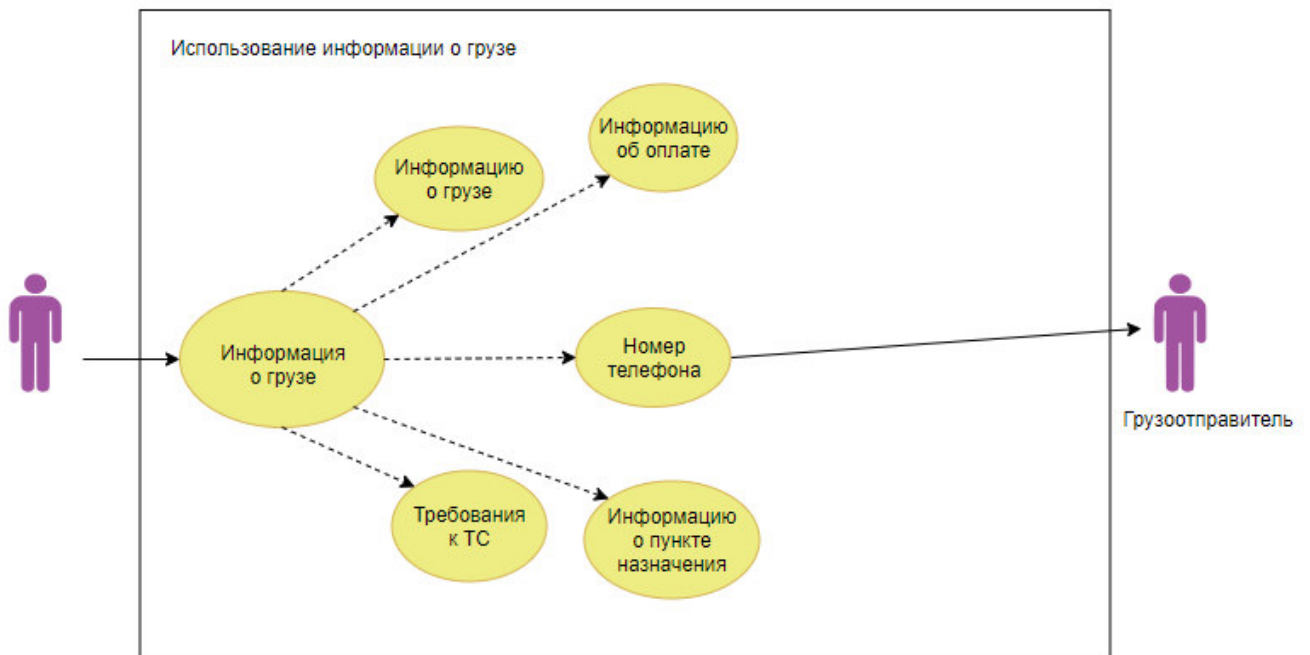 Использование информации о грузе
Информацию
об оплате
Информацию
о грузе
Информация
о грузе
Номер
телефона
Грузоотправитель
Требования
к ТС
Информацию
о пункте
назначения